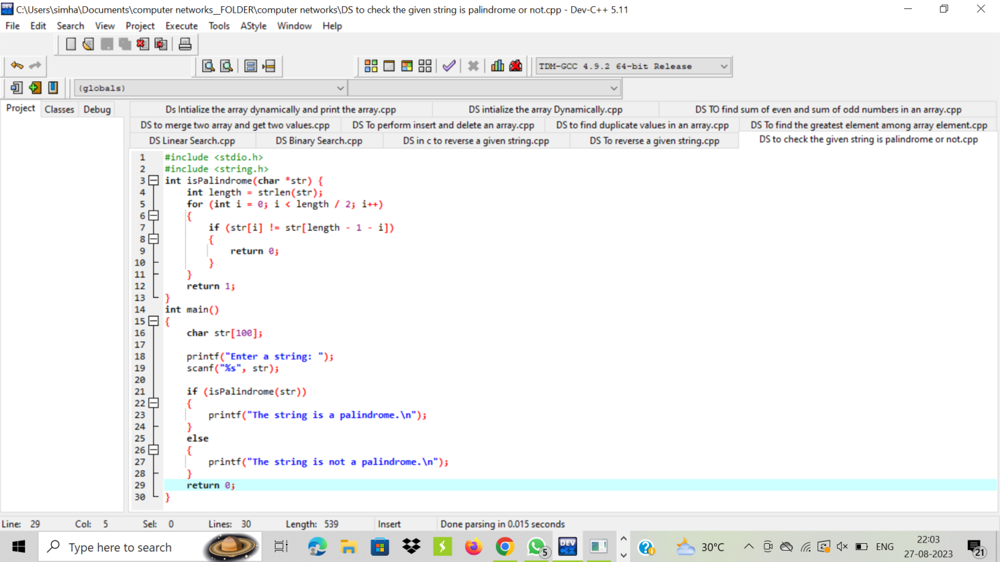 C:\Users\simha\Documents\computer networks_FOLDER\computer networks\DS to check the given string is palindrome or not.cpp - Dev-C++ 5.11
File Edit Search View Project Execute Tools AStyle Window Help
TDM-GCC 4.9.2 64-bit Release
(globals)
Project Classes Debug
Ds Intialize the array dynamically and print the array.cpp DS intialize the array Dynamically.cpp DS TO find sum of even and sum of odd numbers in an array.cpp
DS to merge two array and get two values.cpp DS To perform insert and delete an array.cpp DS to find duplicate values in an array.cpp DS To find the greatest element among array element.cpp
DS Linear Search.cpp DS Binary Search.cpp DS in c to reverse a given string.cpp DS To reverse a given string.cpp DS to check the given string is palindrome or not.cpp
1 #include <stdio.h>
2 #include <string.h>
3 int isPalindrome(char *str) {
4 int length = strlen(str);
5 for (int i = 0; i < length / 2; i++)
6 {
7 if (str[i] != str[length - 1 - i])
8 {
9 return 0;
10 }
11 }
12 return 1;
13 }
14 int main()
15 {
16 char str[100];
17
18 printf("Enter a string: ");
19 scanf("%s", str);
20
21 if (isPalindrome(str))
22 {
23 printf("The string is a palindrome.\n");
24 }
25 else
26 {
27 printf("The string is not a palindrome.\n");
28 }
29 return 0;
30 }
Line: 29 Col: 5 Sel: 0 Lines: 30 Length: 539 Insert Done parsing in 0.015 seconds
Type here to search 5 DEV 30°C ENG 22:03
27-08-2023 21